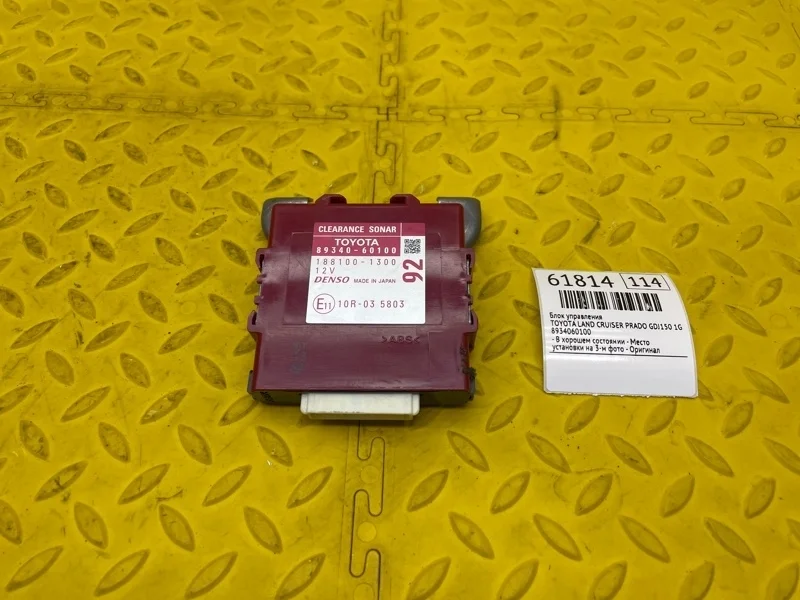 CLEARANCE SONAR
TOYOTA
89340-60100
188100-1300
12V
DENSO MADE IN JAPAN
92
E11 10R-03 5803
>ABS<
61814 114
Блок управления
TOYOTA LAND CRUISER PRADO GDJ150 1G
8934060100
- В хорошем состоянии - Место
установки на 3-м фото - Оригинал